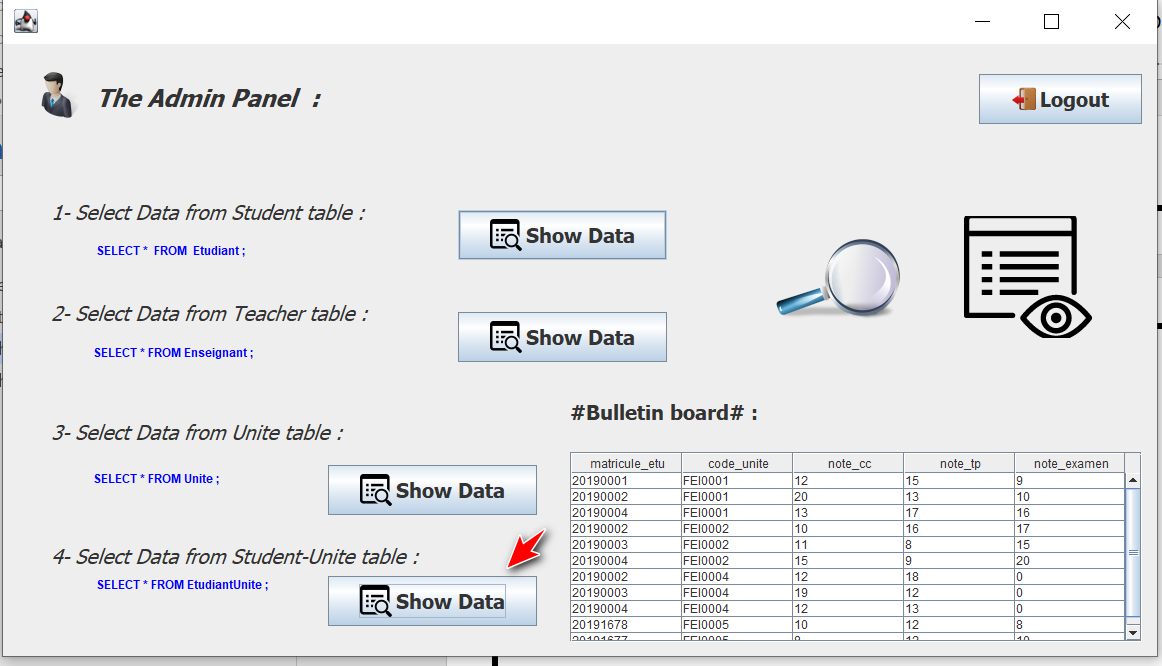 The Admin Panel :
Logout
1- Select Data from Student table :
SELECT * FROM Etudiant ;
Show Data
2- Select Data from Teacher table :
SELECT * FROM Enseignant ;
Show Data
3- Select Data from Unite table :
SELECT * FROM Unite ;
Show Data
4- Select Data from Student-Unite table :
SELECT * FROM EtudiantUnite ;
Show Data
#Bulletin board# :
matricule_etu code_unite note_cc note_tp note_examen
20190001 FEI0001 12 15 9
20190002 FEI0001 20 13 10
20190004 FEI0001 13 17 16
20190002 FEI0002 10 16 17
20190003 FEI0002 11 8 15
20190004 FEI0002 15 9 20
20190002 FEI0004 12 18 0
20190003 FEI0004 19 12 0
20190004 FEI0004 12 13 0
20191678 FEI0005 10 12 8
20191677 FEI0005